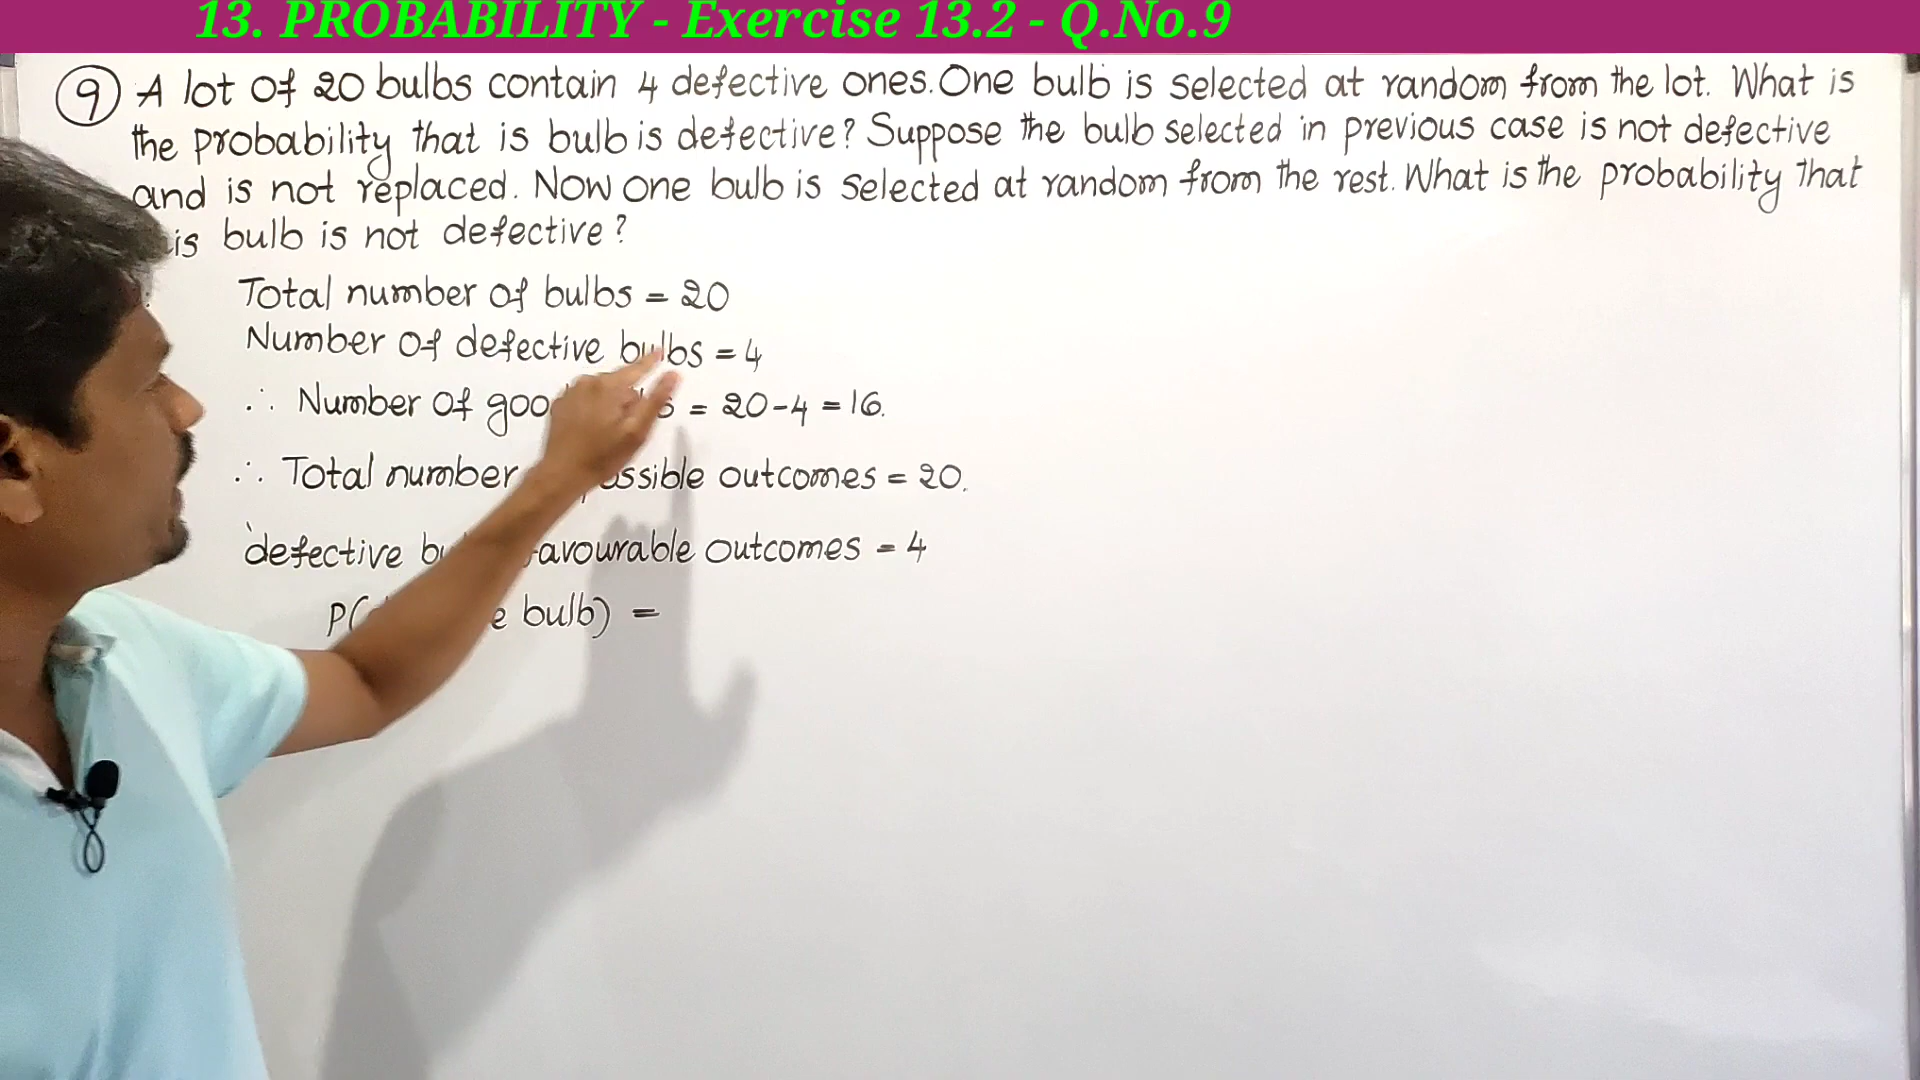 13. PROBABILITY - Exercise 13.2 - Q.No.9
9 A lot of 20 bulbs contain 4 defective ones. One bulb is selected at random from the lot. What is
the probability that is bulb is defective? Suppose the bulb selected in previous case is not defective
and is not replaced. Now one bulb is selected at random from the rest. What is the probability that
is bulb is not defective?
Total number of bulbs = 20
Number of defective bulbs = 4
∴ Number of = 20-4 = 16.
∴ Total number outcomes = 20.
defective outcomes = 4
bulb) =